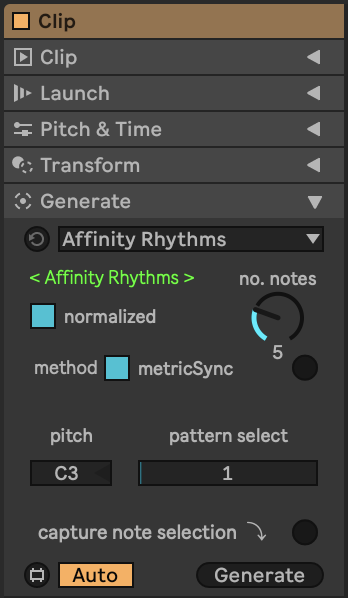 Clip
Clip
Launch
Pitch & Time
Transform
Generate
Affinity Rhythms
< Affinity Rhythms >
no. notes
normalized
5
method metricSync
pitch pattern select
C3 1
capture note selection
Auto Generate